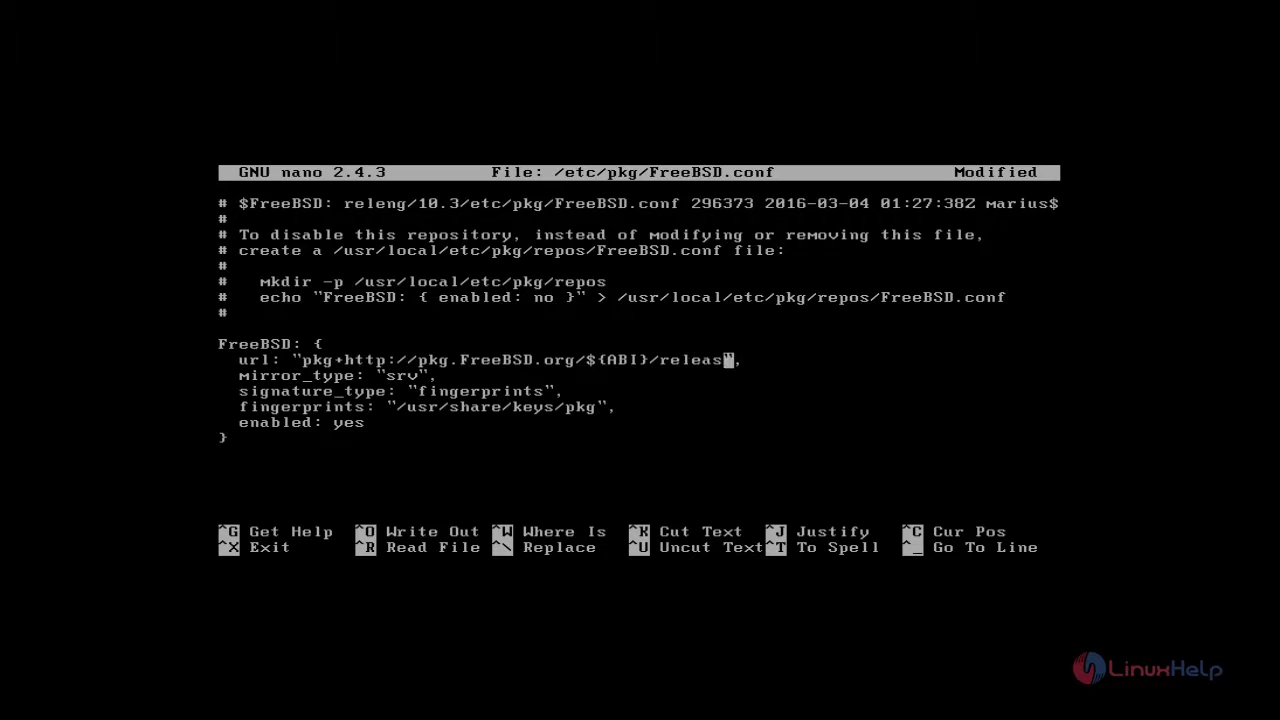 GNU nano 2.4.3 File: /etc/pkg/FreeBSD.conf Modified
# $FreeBSD: releng/10.3/etc/pkg/FreeBSD.conf 296373 2016-03-04 01:27:38Z marius$
#
# To disable this repository, instead of modifying or removing this file,
# create a /usr/local/etc/pkg/repos/FreeBSD.conf file:
#
#   mkdir -p /usr/local/etc/pkg/repos
#   echo "FreeBSD: { enabled: no }" > /usr/local/etc/pkg/repos/FreeBSD.conf
#
FreeBSD: {
  url: "pkg+http://pkg.FreeBSD.org/${ABI}/releas",
  mirror_type: "srv",
  signature_type: "fingerprints",
  fingerprints: "/usr/share/keys/pkg",
  enabled: yes
}
^G Get Help ^O Write Out ^W Where Is ^K Cut Text ^J Justify ^C Cur Pos
^X Exit ^R Read File ^\ Replace ^U Uncut Text ^T To Spell ^_ Go To Line
LinuxHelp